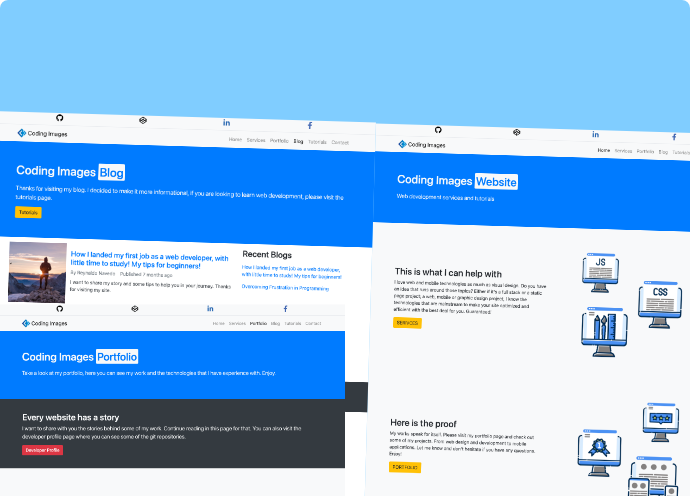 Coding Images
Home Services Portfolio Blog Tutorials Contact
Coding Images Blog
Thanks for visiting my blog. I decided to make it more informational, if you are looking to learn web development, please visit the
tutorials page.
Tutorials
How I landed my first job as a web developer, with
little time to study! My tips for beginners!
By Reynaldo Navedo Published 7 months ago
I want to share my story and some tips to help you in your journey. Thanks
for visiting my site.
Recent Blogs
How I landed my first job as a web developer,
with little time to study! My tips for beginners!
Overcoming Frustration in Programming
Coding Images
Home Services Portfolio Blog Tutorials Contact
Coding Images Portfolio
Take a look at my portfolio, here you can see my work and the technologies that I have experience with. Enjoy.
Every website has a story
I want to share with you the stories behind some of my work. Continue reading in this page for that. You can also visit the
developer profile page where you can see some of the git repositories.
Developer Profile
Coding Images
Home Services Portfolio Blog Tutorials
Coding Images Website
Web development services and tutorials
This is what I can help with
I love web and mobile technologies as much as visual design. Do you have
an idea that runs around those topics? Either if it's a full stack or a static
page project, a web, mobile or graphic design project, I know the
technologies that are mainstream to make your site optimized and
efficient with the best deal for you. Guaranteed.
SERVICES
JS
CSS
Here is the proof
My works speak for itself. Please visit my portfolio page and check out
some of my projects. From web design and development to mobile
applications. Let me know and don't hesitate if you have any questions.
Enjoy!
PORTFOLIO